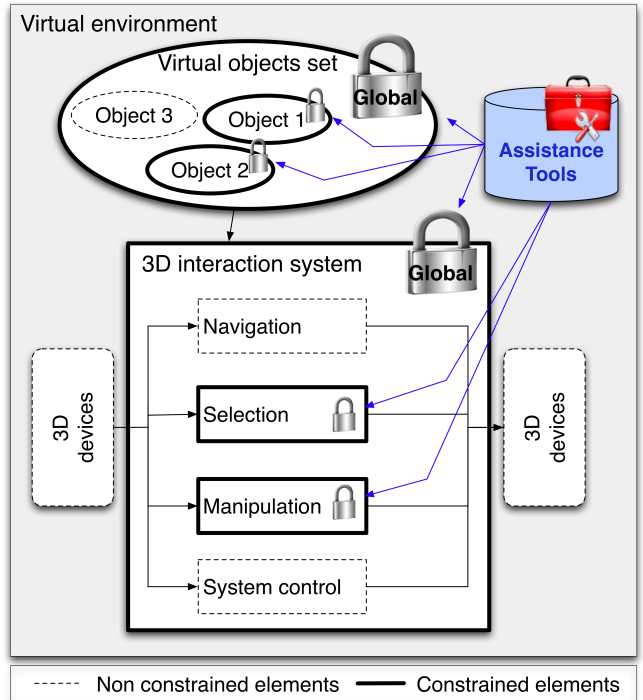 Virtual environment
Virtual objects set
Global
Object 3
Object 1
Object 2
Assistance
Tools
3D interaction system
Global
Navigation
Selection
Manipulation
System control
3D
devices
3D
devices
Non constrained elements
Constrained elements